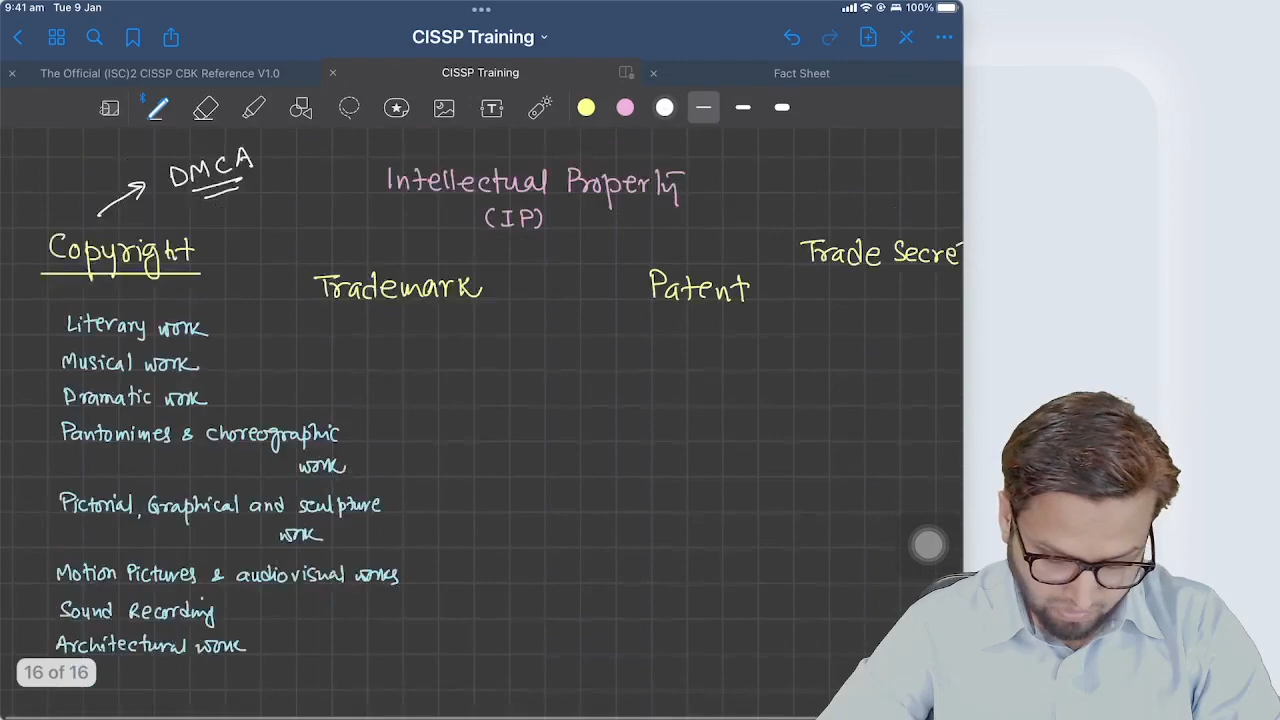 9:41 am Tue 9 Jan
100%
CISSP Training
The Official (ISC)2 CISSP CBK Reference V1.0
CISSP Training
Fact Sheet
DMCA
Intellectual Property
(IP)
Copyright
Trade Secre
Trademark
Patent
Literary work
Musical work
Dramatic work
Pantomimes & choreographic
work
Pictorial, Graphical and sculpture
work
Motion Pictures & audiovisual works
Sound Recording
Architectural work
16 of 16